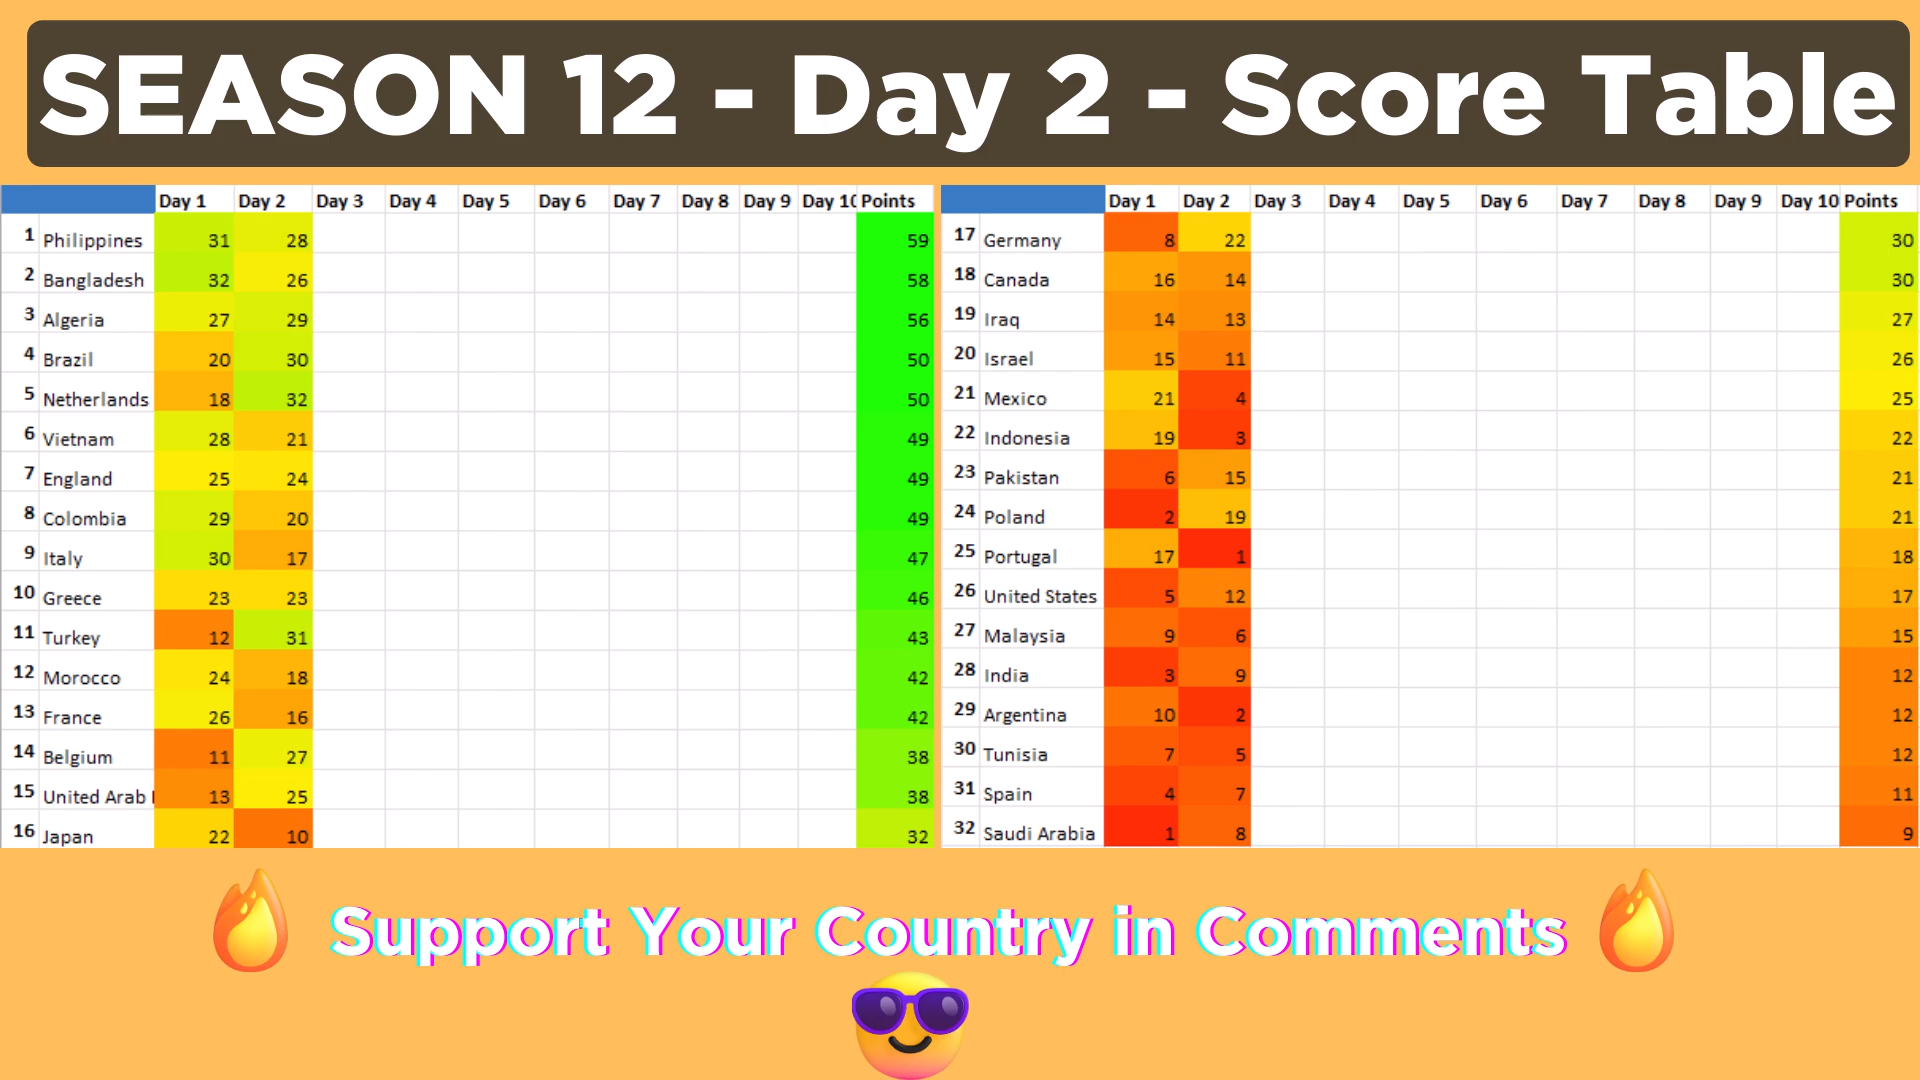 SEASON 12 - Day 2 - Score Table
Day 1 Day 2 Day 3 Day 4 Day 5 Day 6 Day 7 Day 8 Day 9 Day 10 Points
1 Philippines 31 28 59
2 Bangladesh 32 26 58
3 Algeria 27 29 56
4 Brazil 20 30 50
5 Netherlands 18 32 50
6 Vietnam 28 21 49
7 England 25 24 49
8 Colombia 29 20 49
9 Italy 30 17 47
10 Greece 23 23 46
11 Turkey 12 31 43
12 Morocco 24 18 42
13 France 26 16 42
14 Belgium 11 27 38
15 United Arab 13 25 38
16 Japan 22 10 32
Day 1 Day 2 Day 3 Day 4 Day 5 Day 6 Day 7 Day 8 Day 9 Day 10 Points
17 Germany 8 22 30
18 Canada 16 14 30
19 Iraq 14 13 27
20 Israel 15 11 26
21 Mexico 21 4 25
22 Indonesia 19 3 22
23 Pakistan 6 15 21
24 Poland 2 19 21
25 Portugal 17 1 18
26 United States 5 12 17
27 Malaysia 9 6 15
28 India 3 9 12
29 Argentina 10 2 12
30 Tunisia 7 5 12
31 Spain 4 7 11
32 Saudi Arabia 1 8 9
Support Your Country in Comments